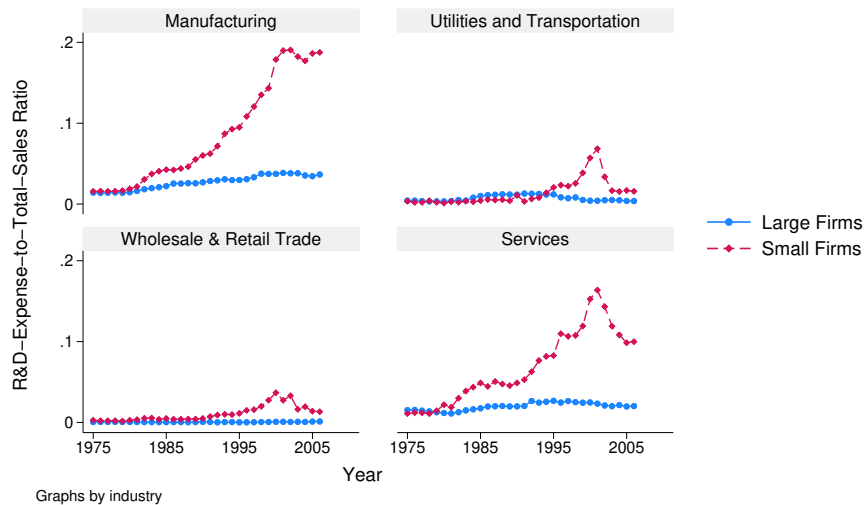 Manufacturing
Utilities and Transportation
.2
.1
0
Wholesale & Retail Trade
Services
.2
.1
0
1975 1985 1995 2005
1975 1985 1995 2005
R&D−Expense−to−Total−Sales Ratio
Year
Large Firms
Small Firms
Graphs by industry